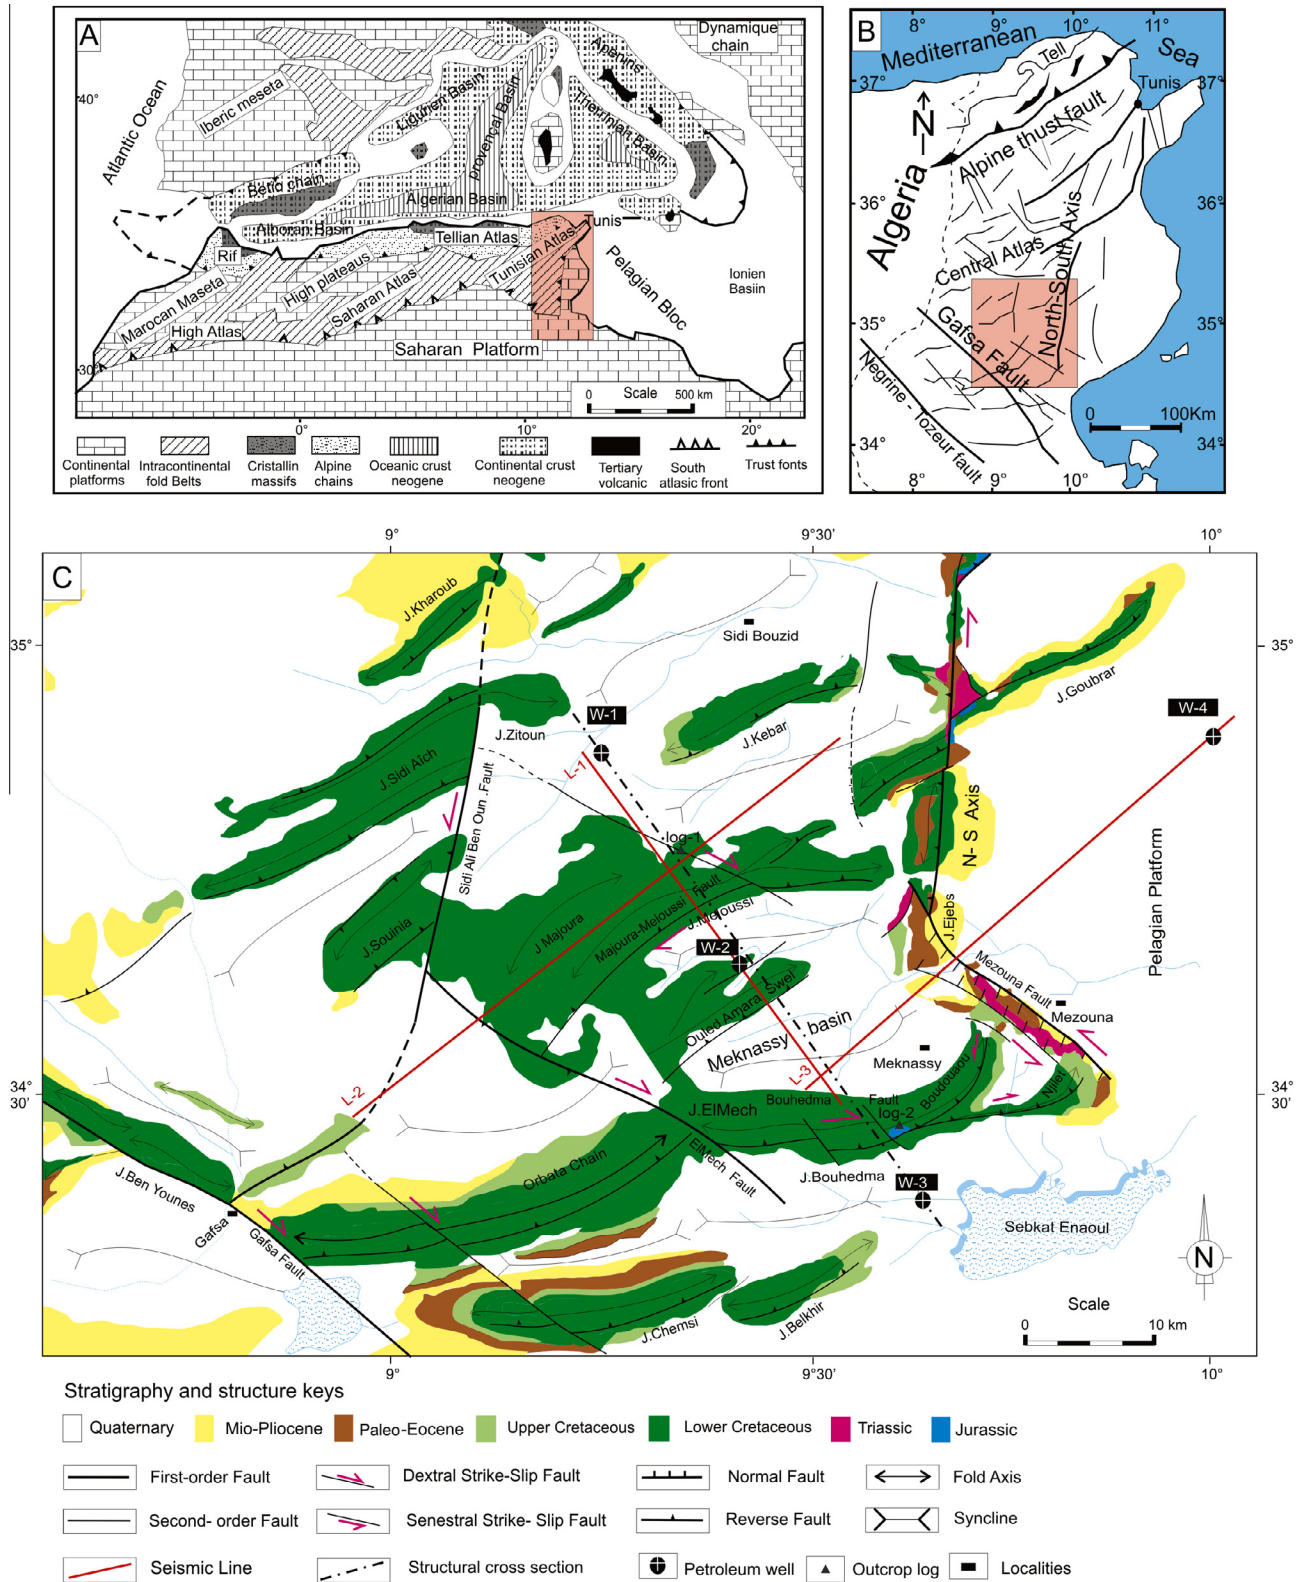 A
Dynamique
chain
Apenins
Atlantic Ocean
40°
Iberic meseta
Ligurien Basin
provençal Basin
Therrhnian Basin
Betic chain
Algerian Basin
Alboran Basin
Tunis
Rif
Tellian Atlas
Tunisian Atlas
Pelagian Bloc
Ionien
Basiin
High plateaus
Saharan Atlas
Marocan Maseta
High Atlas
Saharan Platform
30°
0 Scale 500 km
0° 10° 20°
Continental
platforms
Intracontinental
fold Belts
Cristallin
massifs
Alpine
chains
Oceanic crust
neogene
Continental crust
neogene
Tertiary
volcanic
South
atlasic front
Trust fonts
B
8° 9° 10° 11°
Mediterranean Sea
Tell
37° 37°
Tunis
N
Alpine thust fault
Algeria
36° 36°
Central Atlas
North-South Axis
35° 35°
Gafsa Fault
Negrine - Tozeur fault
0 100Km
34° 34°
8° 9° 10°
C
9° 9°30' 10°
J.Kharoub
Sidi Bouzid
35° 35°
J.Goubrar
W-1
W-4
J.Zitoun
J.Kebar
J.Sidi Aich
L-1
Sidi Ali Ben Oun .Fault
log-1
N- S Axis
Pelagian Platform
J.Souinia
J Majoura
Majoura-Meloussi Fault
J.Meloussi
J.Ejebs
W-2
Mezouna Fault
Ouled Amara Swel
Mezouna
Meknassy basin
Meknassy
L-2
L-3
34°
30'
34°
30'
Bouhedma Fault
Boudouaou
Njilet
J.ElMech
log-2
Orbata Chain
ElMech Fault
J.Bouhedma
J.Ben Younes
W-3
Gafsa
Gafsa Fault
Sebkat Enaoul
N
Scale
0 10 km
J.Chemsi
J.Belkhir
9° 9°30' 10°
Stratigraphy and structure keys
Quaternary Mio-Pliocene Paleo-Eocene Upper Cretaceous Lower Cretaceous Triassic Jurassic
First-order Fault Dextral Strike-Slip Fault Normal Fault Fold Axis
Second- order Fault Senestral Strike- Slip Fault Reverse Fault Syncline
Seismic Line Structural cross section Petroleum well Outcrop log Localities